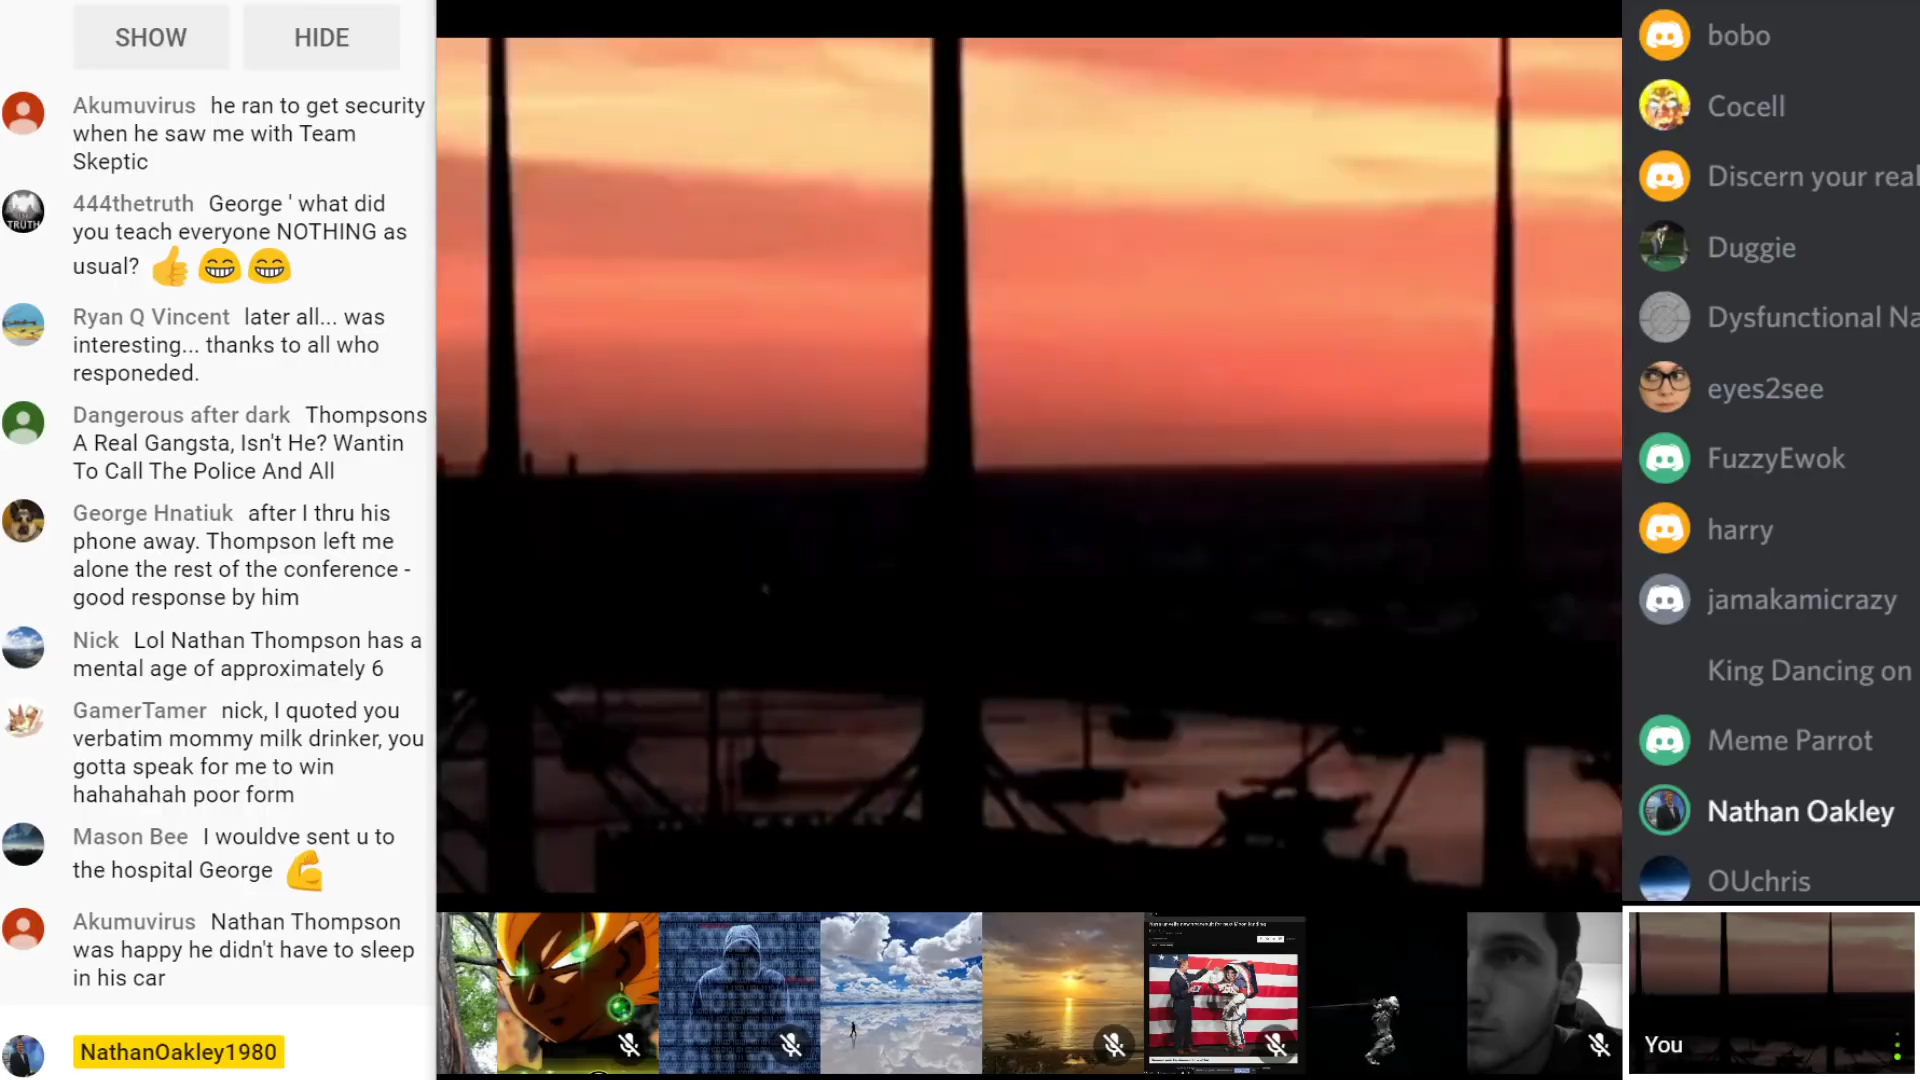 SHOW
HIDE
Akumuvirus he ran to get security
when he saw me with Team
Skeptic
444thetruth George ' what did
you teach everyone NOTHING as
usual? 👍😁😁
TRUTH
Ryan Q Vincent later all... was
interesting... thanks to all who
responeded.
Dangerous after dark Thompsons
A Real Gangsta, Isn't He? Wantin
To Call The Police And All
George Hnatiuk after I thru his
phone away. Thompson left me
alone the rest of the conference -
good response by him
Nick Lol Nathan Thompson has a
mental age of approximately 6
GamerTamer nick, I quoted you
verbatim mommy milk drinker, you
gotta speak for me to win
hahahahah poor form
Mason Bee I wouldve sent u to
the hospital George 💪
Akumuvirus Nathan Thompson
was happy he didn't have to sleep
in his car
NathanOakley1980
bobo
Cocell
Discern your real
Duggie
Dysfunctional Na
eyes2see
FuzzyEwok
harry
jamakamicrazy
King Dancing on
Meme Parrot
Nathan Oakley
OUchris
You